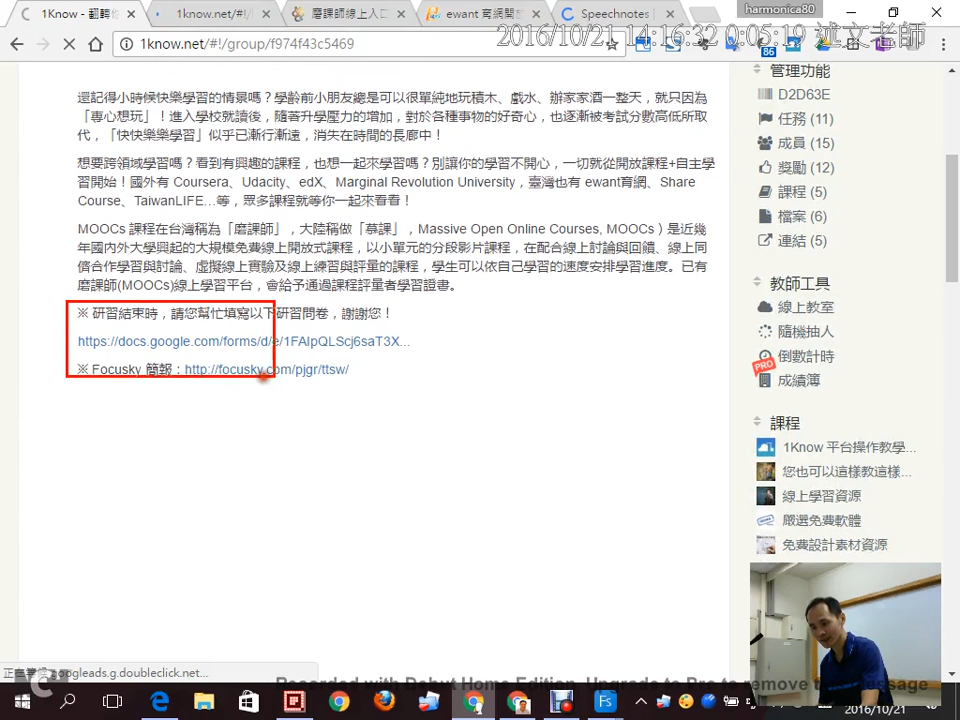 1Know - 翻轉
1know.net/#!/
磨課師線上入口
ewant 育網開
Speechnotes
harmonica80
1know.net/#!/group/f974f43c5469
2016/10/21 14:16:32 0:05:19 述文老師
86
還記得小時候快樂學習的情景嗎？學齡前小朋友總是可以很單純地玩積木、戲水、辦家家酒一整天，就只因為
「專心想玩」！進入學校就讀後，隨著升學壓力的增加，對於各種事物的好奇心，也逐漸被考試分數高低所取
代，「快快樂樂學習」似乎已漸行漸遠，消失在時間的長廊中！
想要跨領域學習嗎？看到有興趣的課程，也想一起來學習嗎？別讓你的學習不開心，一切就從開放課程+自主學
習開始！國外有 Coursera、Udacity、edX、Marginal Revolution University，臺灣也有 ewant育網、Share
Course、TaiwanLIFE...等，眾多課程就等你一起來看看！
MOOCs 課程在台灣稱為「磨課師」，大陸稱做「慕課」，Massive Open Online Courses, MOOCs ) 是近幾
年國內外大學興起的大規模免費線上開放式課程，以小單元的分段影片課程，在配合線上討論與回饋、線上同
儕合作學習與討論、虛擬線上實驗及線上練習與評量的課程，學生可以依自己學習的速度安排學習進度。已有
磨課師(MOOCs)線上學習平台，會給予通過課程評量者學習證書。
※ 研習結束時，請您幫忙填寫以下研習問卷，謝謝您！
https://docs.google.com/forms/d/e/1FAIpQLScj6saT3X...
※ Focusky 簡報：http://focusky.com/pjgr/ttsw/
管理功能
D2D63E
任務 (11)
成員 (15)
獎勵 (12)
課程 (5)
檔案 (6)
連結 (5)
教師工具
線上教室
隨機抽人
倒數計時
PRO
成績簿
課程
1Know 平台操作教學...
您也可以這樣教這樣...
線上學習資源
嚴選免費軟體
免費設計素材資源
googleads.g.doubleclick.net...
Recorded with Debut Home Edition. Upgrade to Pro to remove this message
Fs
2016/10/21